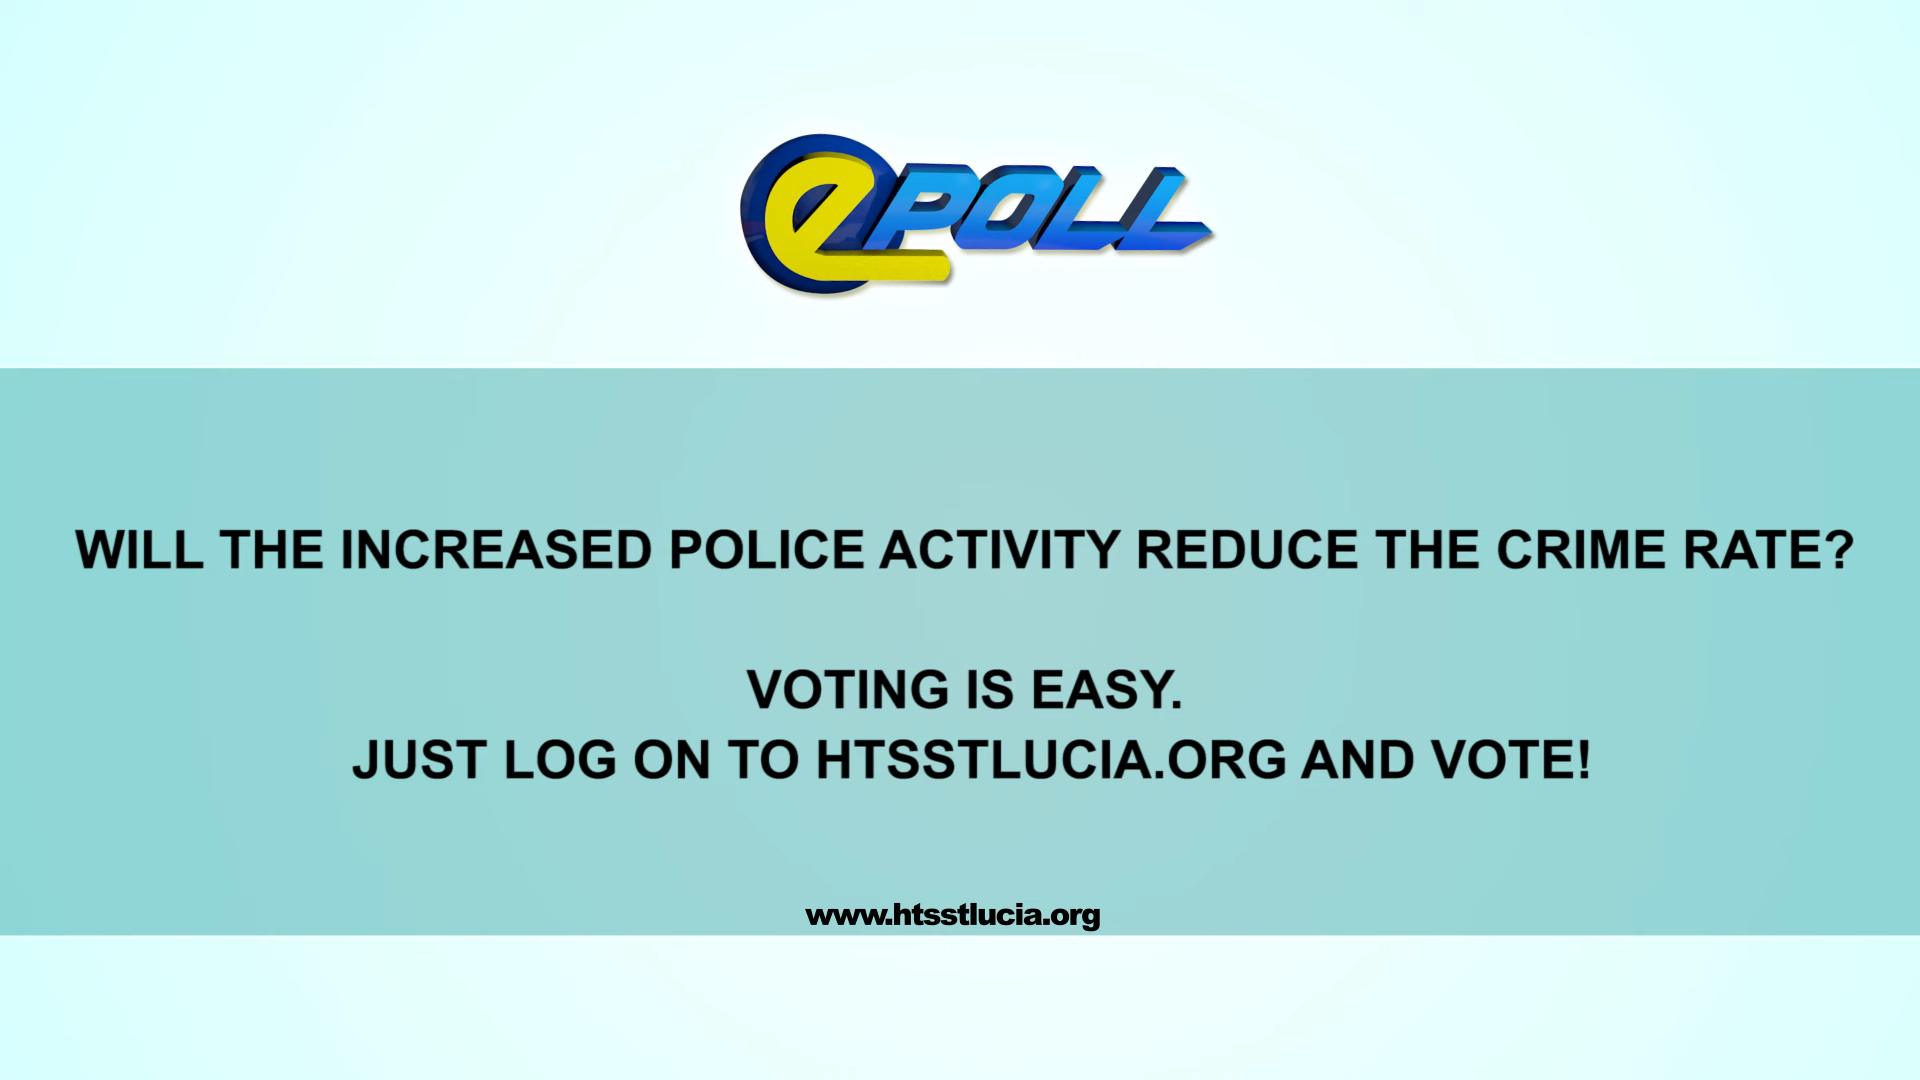 ePOLL
WILL THE INCREASED POLICE ACTIVITY REDUCE THE CRIME RATE?
VOTING IS EASY.
JUST LOG ON TO HTSSTLUCIA.ORG AND VOTE!
www.htsstlucia.org